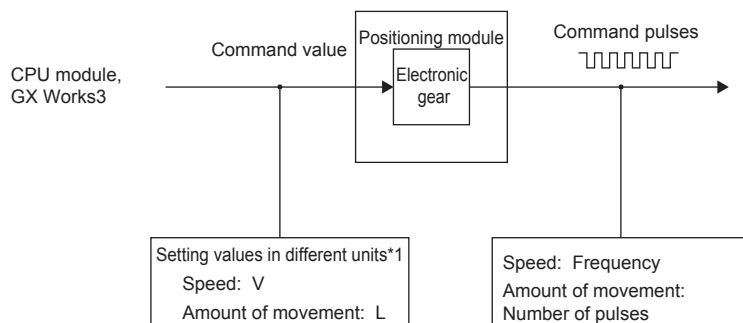 Command value
Positioning module
Command pulses
CPU module,
GX Works3
Electronic
gear
Setting values in different units*1
Speed: V
Amount of movement: L
Speed: Frequency
Amount of movement:
Number of pulses